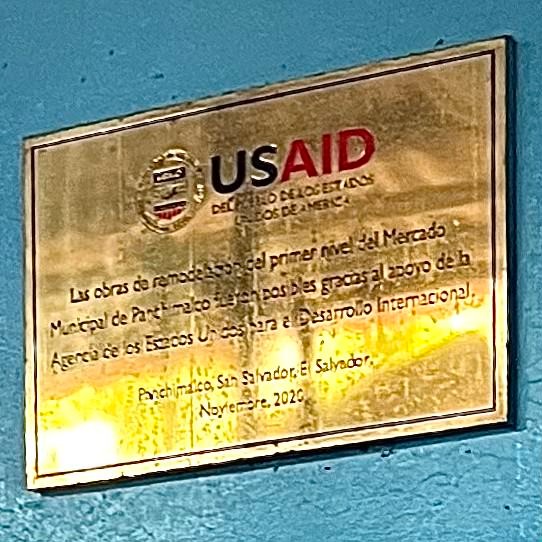 USAID
DEL PUEBLO DE LOS ESTADOS
UNIDOS DE AMERICA
Las obras de remodelación del primer nivel del Mercado
Municipal de Panchimalco fueron posibles gracias al apoyo de la
Agencia de los Estados Unidos para el Desarrollo Internacional.
Panchimalco, San Salvador, El Salvador,
Noviembre, 2020